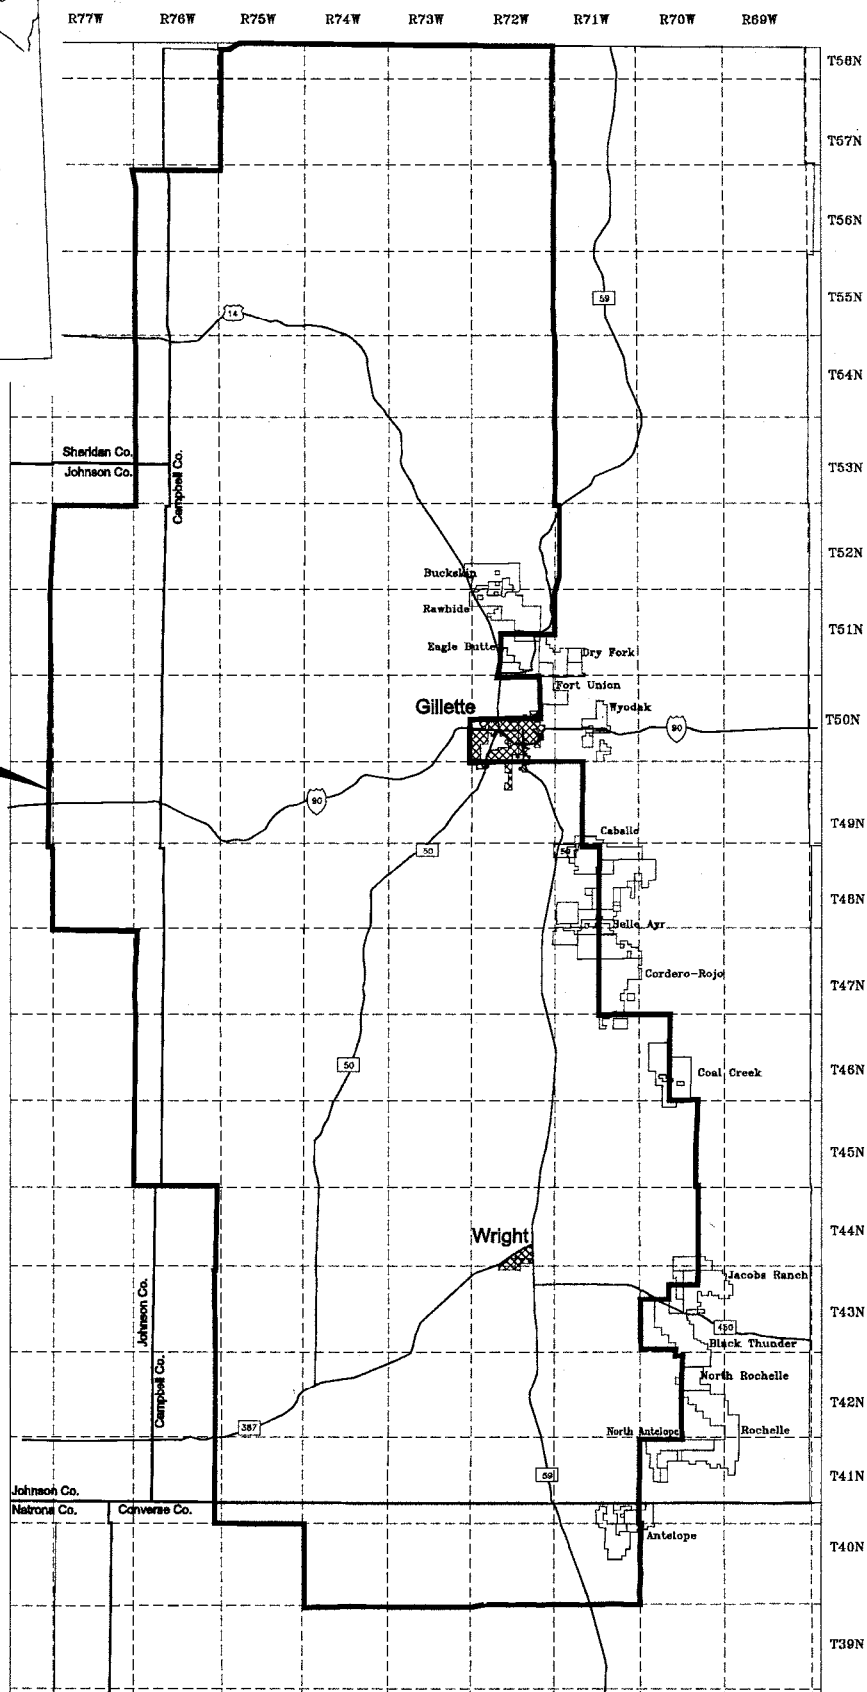 R77W R76W R75W R74W R73W R72W R71W R70W R69W
T58N
T57N
T56N
T55N
59
14
T54N
Sheridan Co.
Johnson Co.
Campbell Co.
T53N
T52N
Buckskin
Rawhide
T51N
Eagle Butte
Dry Fork
Fort Union
Gillette
Wyodak
T50N
90
90
T49N
Caballo
50
50
T48N
Belle Ayr
Cordero-Rojo
T47N
50
T46N
Coal Creek
T45N
T44N
Wright
Jacobs Ranch
Johnson Co.
Campbell Co.
T43N
450
Black Thunder
North Rochelle
T42N
387
North Antelope
Rochelle
59
T41N
Johnson Co.
Natrona Co.
Converse Co.
Antelope
T40N
T39N